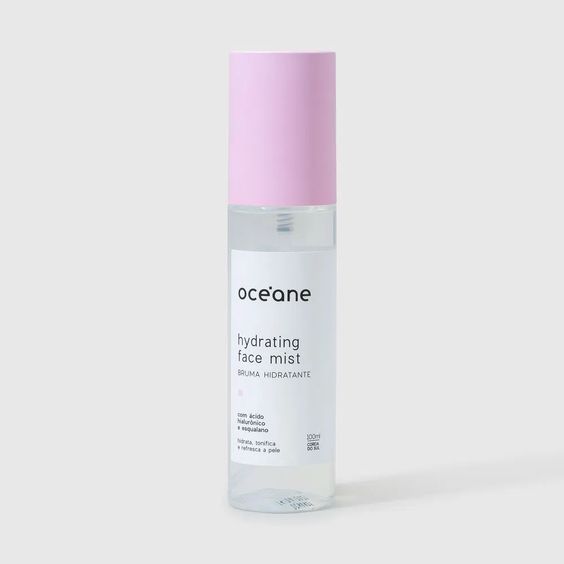 océane
hydrating
face mist
BRUMA HIDRATANTE
com ácido
hialurônico
e esqualano
hidrata, tonifica
e refresca a pele
100ml
COREIA
DO SUL